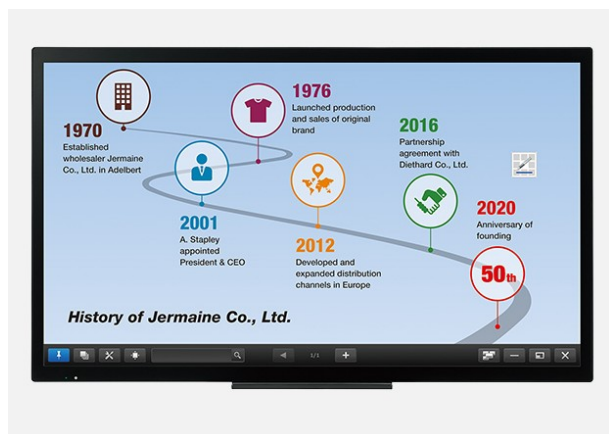 1970
Established
wholesaler Jermaine
Co., Ltd. in Adelbert
1976
Launched production
and sales of original
brand
2001
A. Stapley
appointed
President & CEO
2012
Developed and
expanded distribution
channels in Europe
2016
Partnership
agreement with
Diethard Co., Ltd.
2020
Anniversary of
founding
50th
History of Jermaine Co., Ltd.
1/1